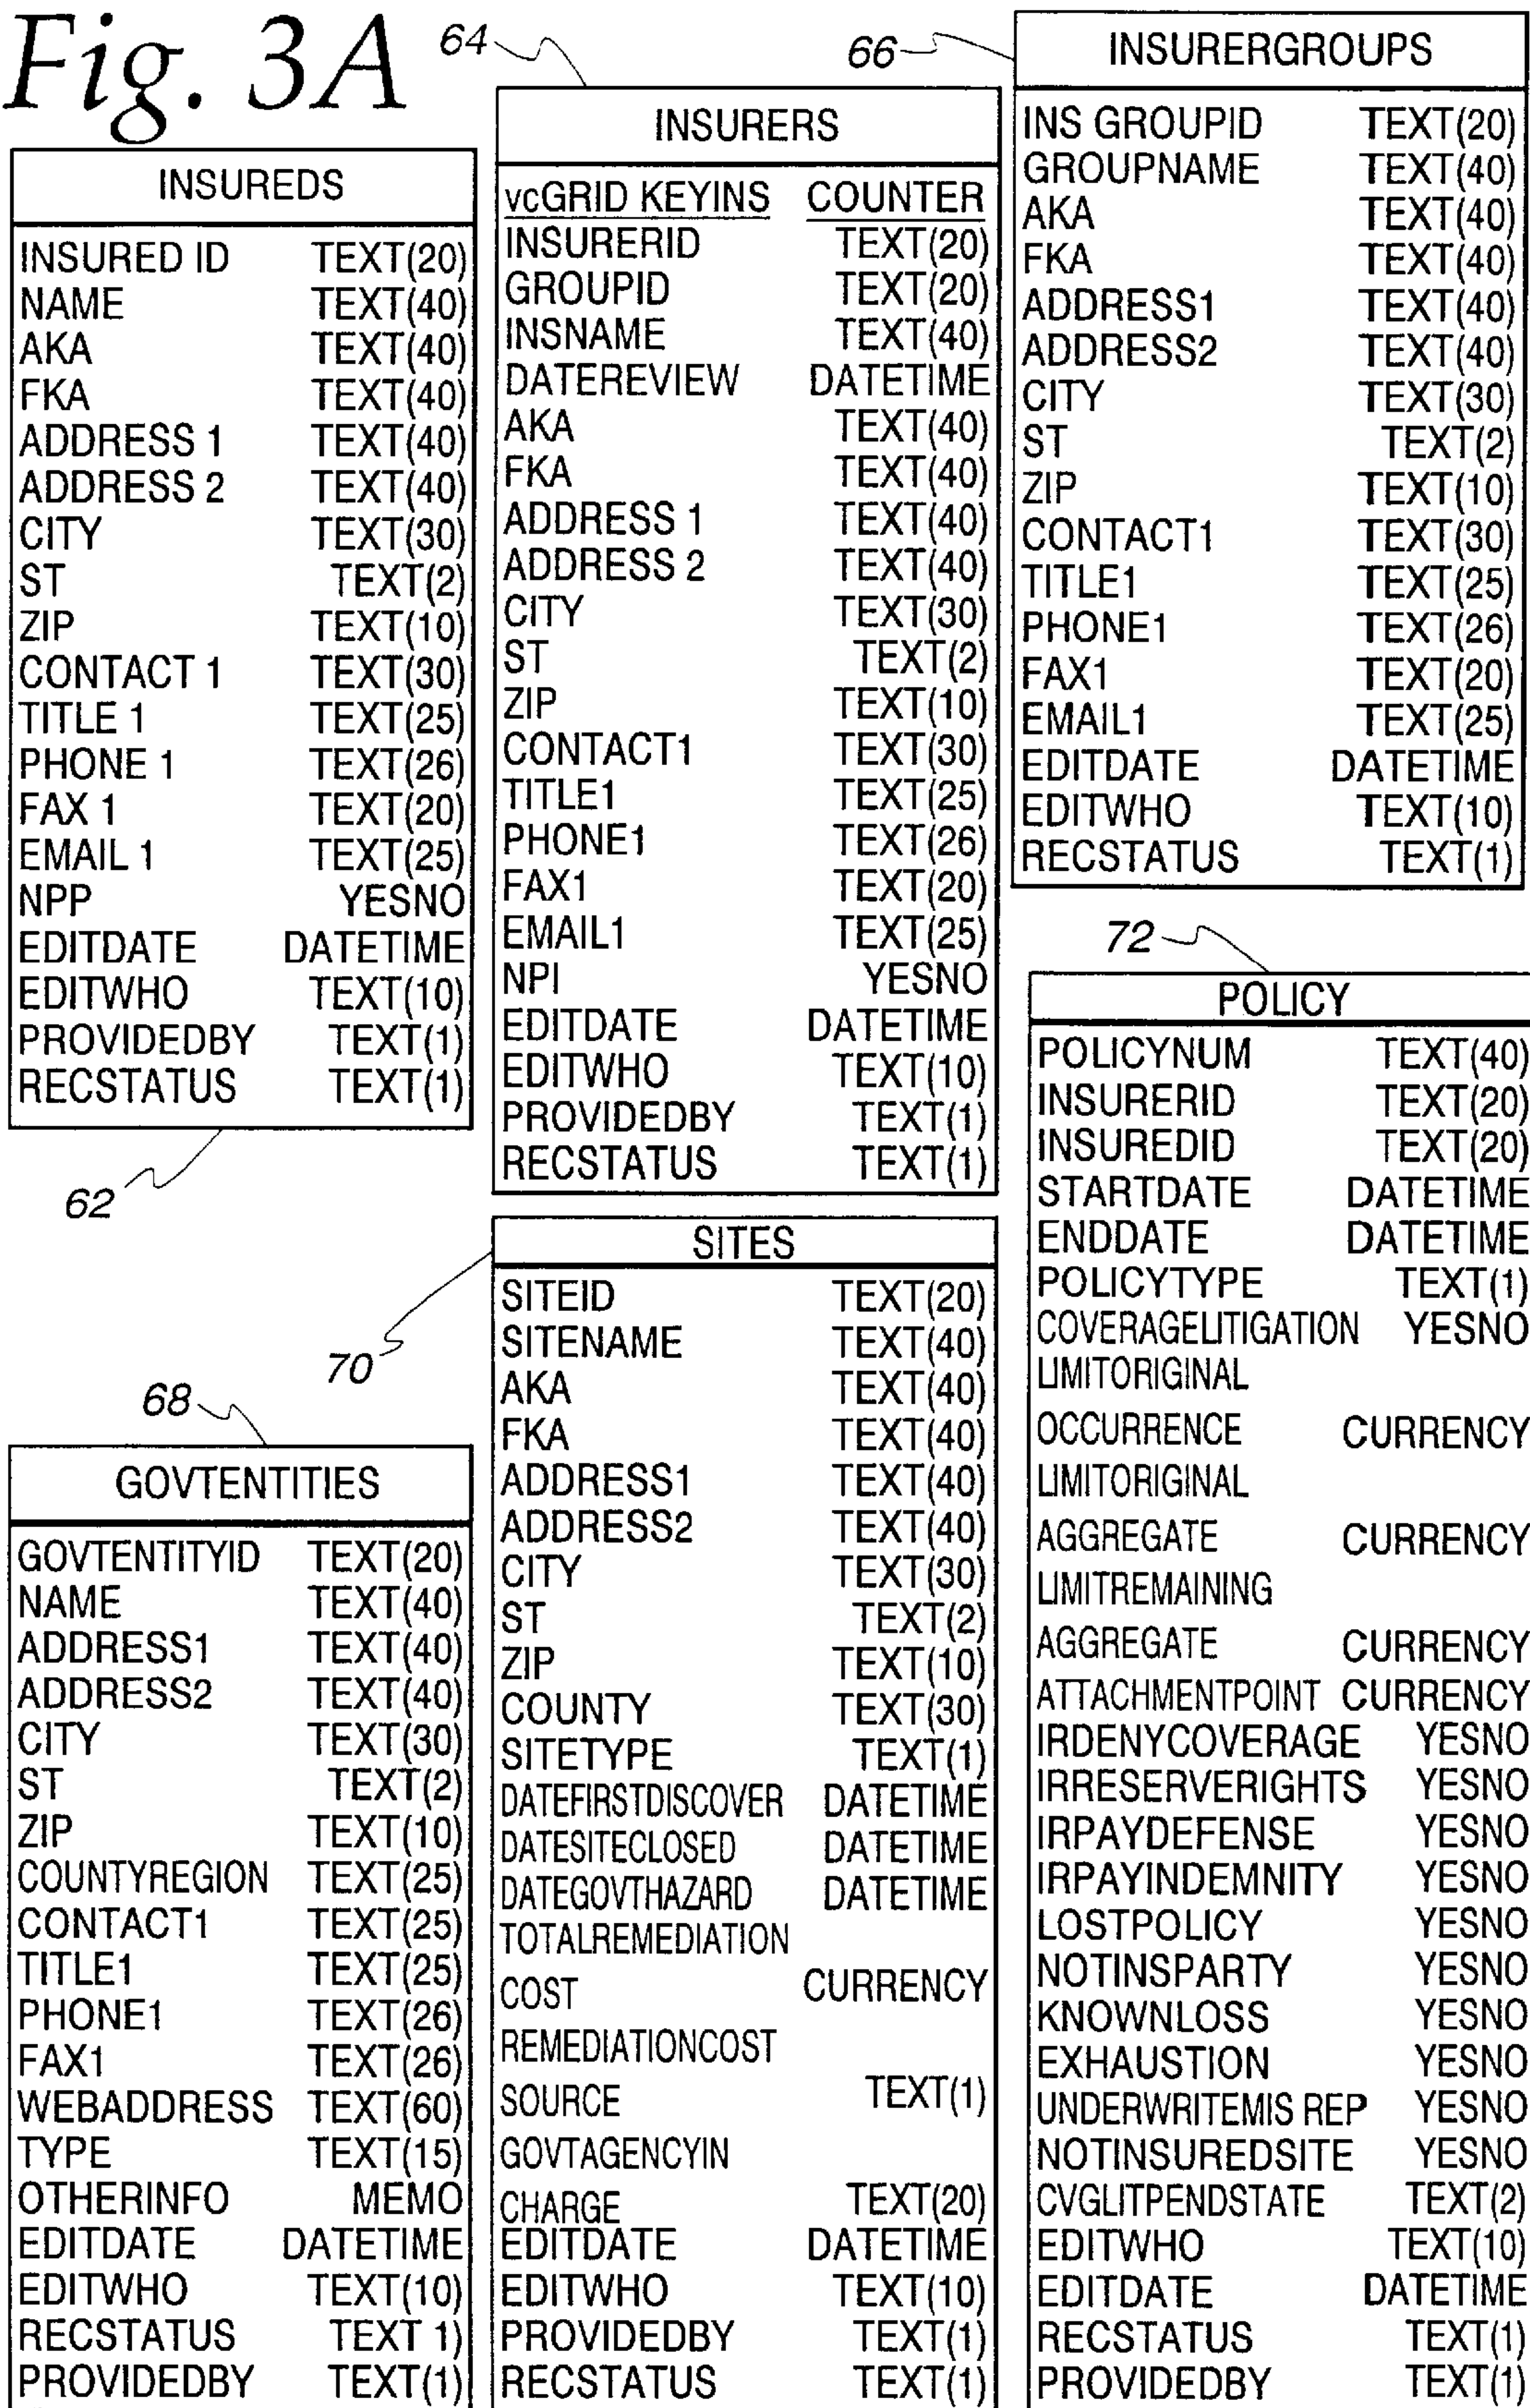 Fig. 3A
62
INSUREDS
INSURED ID TEXT(20)
NAME TEXT(40)
AKA TEXT(40)
FKA TEXT(40)
ADDRESS 1 TEXT(40)
ADDRESS 2 TEXT(40)
CITY TEXT(30)
ST TEXT(2)
ZIP TEXT(10)
CONTACT 1 TEXT(30)
TITLE 1 TEXT(25)
PHONE 1 TEXT(26)
FAX 1 TEXT(20)
EMAIL 1 TEXT(25)
NPP YESNO
EDITDATE DATETIME
EDITWHO TEXT(10)
PROVIDEDBY TEXT(1)
RECSTATUS TEXT(1)
64
INSURERS
vcGRID KEYINS COUNTER
INSURERID TEXT(20)
GROUPID TEXT(20)
INSNAME TEXT(40)
DATEREVIEW DATETIME
AKA TEXT(40)
FKA TEXT(40)
ADDRESS 1 TEXT(40)
ADDRESS 2 TEXT(40)
CITY TEXT(30)
ST TEXT(2)
ZIP TEXT(10)
CONTACT1 TEXT(30)
TITLE1 TEXT(25)
PHONE1 TEXT(26)
FAX1 TEXT(20)
EMAIL1 TEXT(25)
NPI YESNO
EDITDATE DATETIME
EDITWHO TEXT(10)
PROVIDEDBY TEXT(1)
RECSTATUS TEXT(1)
66
INSURERGROUPS
INS GROUPID TEXT(20)
GROUPNAME TEXT(40)
AKA TEXT(40)
FKA TEXT(40)
ADDRESS1 TEXT(40)
ADDRESS2 TEXT(40)
CITY TEXT(30)
ST TEXT(2)
ZIP TEXT(10)
CONTACT1 TEXT(30)
TITLE1 TEXT(25)
PHONE1 TEXT(26)
FAX1 TEXT(20)
EMAIL1 TEXT(25)
EDITDATE DATETIME
EDITWHO TEXT(10)
RECSTATUS TEXT(1)
68
GOVTENTITIES
GOVTENTITYID TEXT(20)
NAME TEXT(40)
ADDRESS1 TEXT(40)
ADDRESS2 TEXT(40)
CITY TEXT(30)
ST TEXT(2)
ZIP TEXT(10)
COUNTYREGION TEXT(25)
CONTACT1 TEXT(25)
TITLE1 TEXT(25)
PHONE1 TEXT(26)
FAX1 TEXT(26)
WEBADDRESS TEXT(60)
TYPE TEXT(15)
OTHERINFO MEMO
EDITDATE DATETIME
EDITWHO TEXT(10)
RECSTATUS TEXT 1)
PROVIDEDBY TEXT(1)
70
SITES
SITEID TEXT(20)
SITENAME TEXT(40)
AKA TEXT(40)
FKA TEXT(40)
ADDRESS1 TEXT(40)
ADDRESS2 TEXT(40)
CITY TEXT(30)
ST TEXT(2)
ZIP TEXT(10)
COUNTY TEXT(30)
SITETYPE TEXT(1)
DATEFIRSTDISCOVER DATETIME
DATESITECLOSED DATETIME
DATEGOVTHAZARD DATETIME
TOTALREMEDIATION
COST CURRENCY
REMEDIATIONCOST
SOURCE TEXT(1)
GOVTAGENCYIN
CHARGE TEXT(20)
EDITDATE DATETIME
EDITWHO TEXT(10)
PROVIDEDBY TEXT(1)
RECSTATUS TEXT(1)
72
POLICY
POLICYNUM TEXT(40)
INSURERID TEXT(20)
INSUREDID TEXT(20)
STARTDATE DATETIME
ENDDATE DATETIME
POLICYTYPE TEXT(1)
COVERAGELITIGATION YESNO
LIMITORIGINAL
OCCURRENCE CURRENCY
LIMITORIGINAL
AGGREGATE CURRENCY
LIMITREMAINING
AGGREGATE CURRENCY
ATTACHMENTPOINT CURRENCY
IRDENYCOVERAGE YESNO
IRRESERVERIGHTS YESNO
IRPAYDEFENSE YESNO
IRPAYINDEMNITY YESNO
LOSTPOLICY YESNO
NOTINSPARTY YESNO
KNOWNLOSS YESNO
EXHAUSTION YESNO
UNDERWRITEMIS REP YESNO
NOTINSUREDSITE YESNO
CVGLITPENDSTATE TEXT(2)
EDITWHO TEXT(10)
EDITDATE DATETIME
RECSTATUS TEXT(1)
PROVIDEDBY TEXT(1)